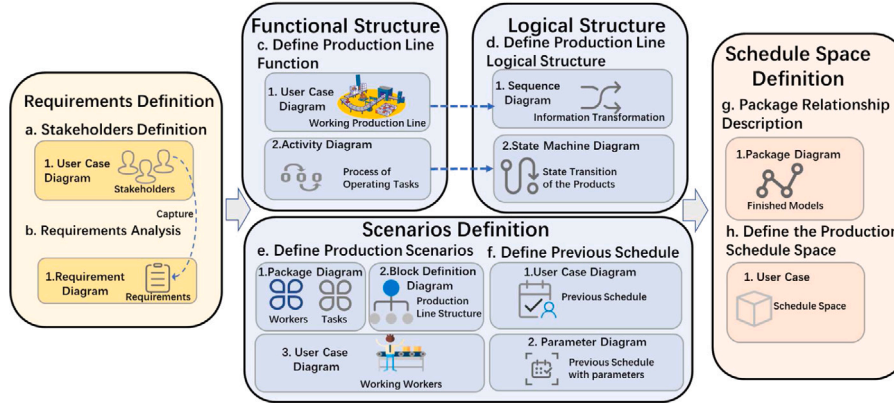 Requirements Definition
a. Stakeholders Definition
1. User Case
Diagram
Stakeholders
Capture
b. Requirements Analysis
1.Requirement
Diagram
Requirements
Functional Structure
c. Define Production Line
Function
1. User Case
Diagram
Working Production Line
2.Activity Diagram
Process of
Operating Tasks
Logical Structure
d. Define Production Line
Logical Structure
1. Sequence
Diagram
Information Transformation
2.State Machine Diagram
State Transition
of the Products
Scenarios Definition
e. Define Production Scenarios
1.Package Diagram
Workers
Tasks
2.Block Definition
Diagram
Production
Line Structure
3. User Case
Diagram
Working Workers
f. Define Previous Schedule
1.User Case Diagram
Previous Schedule
2. Parameter Diagram
Previous Schedule
with parameters
Schedule Space
Definition
g. Package Relationship
Description
1.Package Diagram
Finished Models
h. Define the Production
Schedule Space
1. User Case
Schedule Space